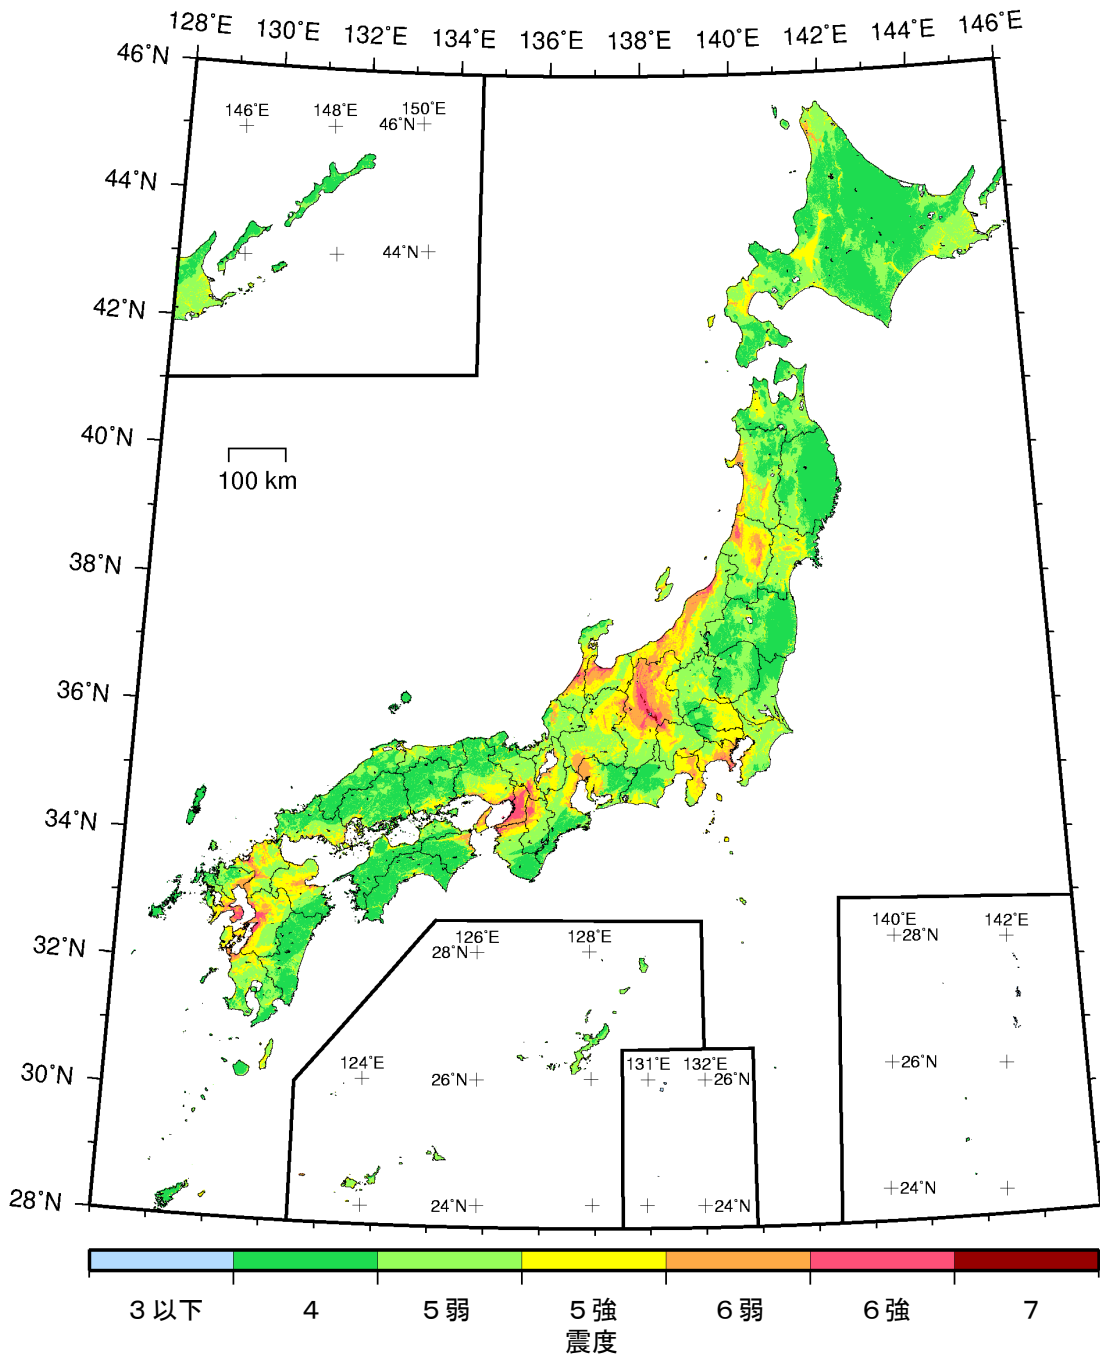 128°E 130°E 132°E 134°E 136°E 138°E 140°E 142°E 144°E 146°E
46°N
146°E 148°E 150°E
46°N
44°N
44°N
42°N
40°N
100 km
38°N
36°N
34°N
32°N
126°E 128°E
28°N
140°E 142°E
28°N
30°N
124°E
26°N
131°E 132°E
26°N
26°N
28°N
24°N
24°N
24°N
3以下 4 5弱 5強 6弱 6強 7
震度